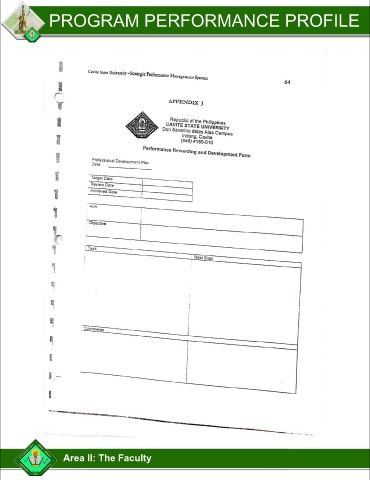 PROGRAM PERFORMANCE PROFILE
Cavite State University -Strategic Performance Management System
64
APPENDIX J
Republic of the Philippines
CAVITE STATE UNIVERSITY
Don Severino delas Alas Campus
Indang, Cavite
(046) 4150-010
Performance Rewarding and Development Form
Professional Development Plan
Date
Target Date
Review Date
Achieved Date
Aim
Objective
Task
Next Step
Comments
Area II: The Faculty